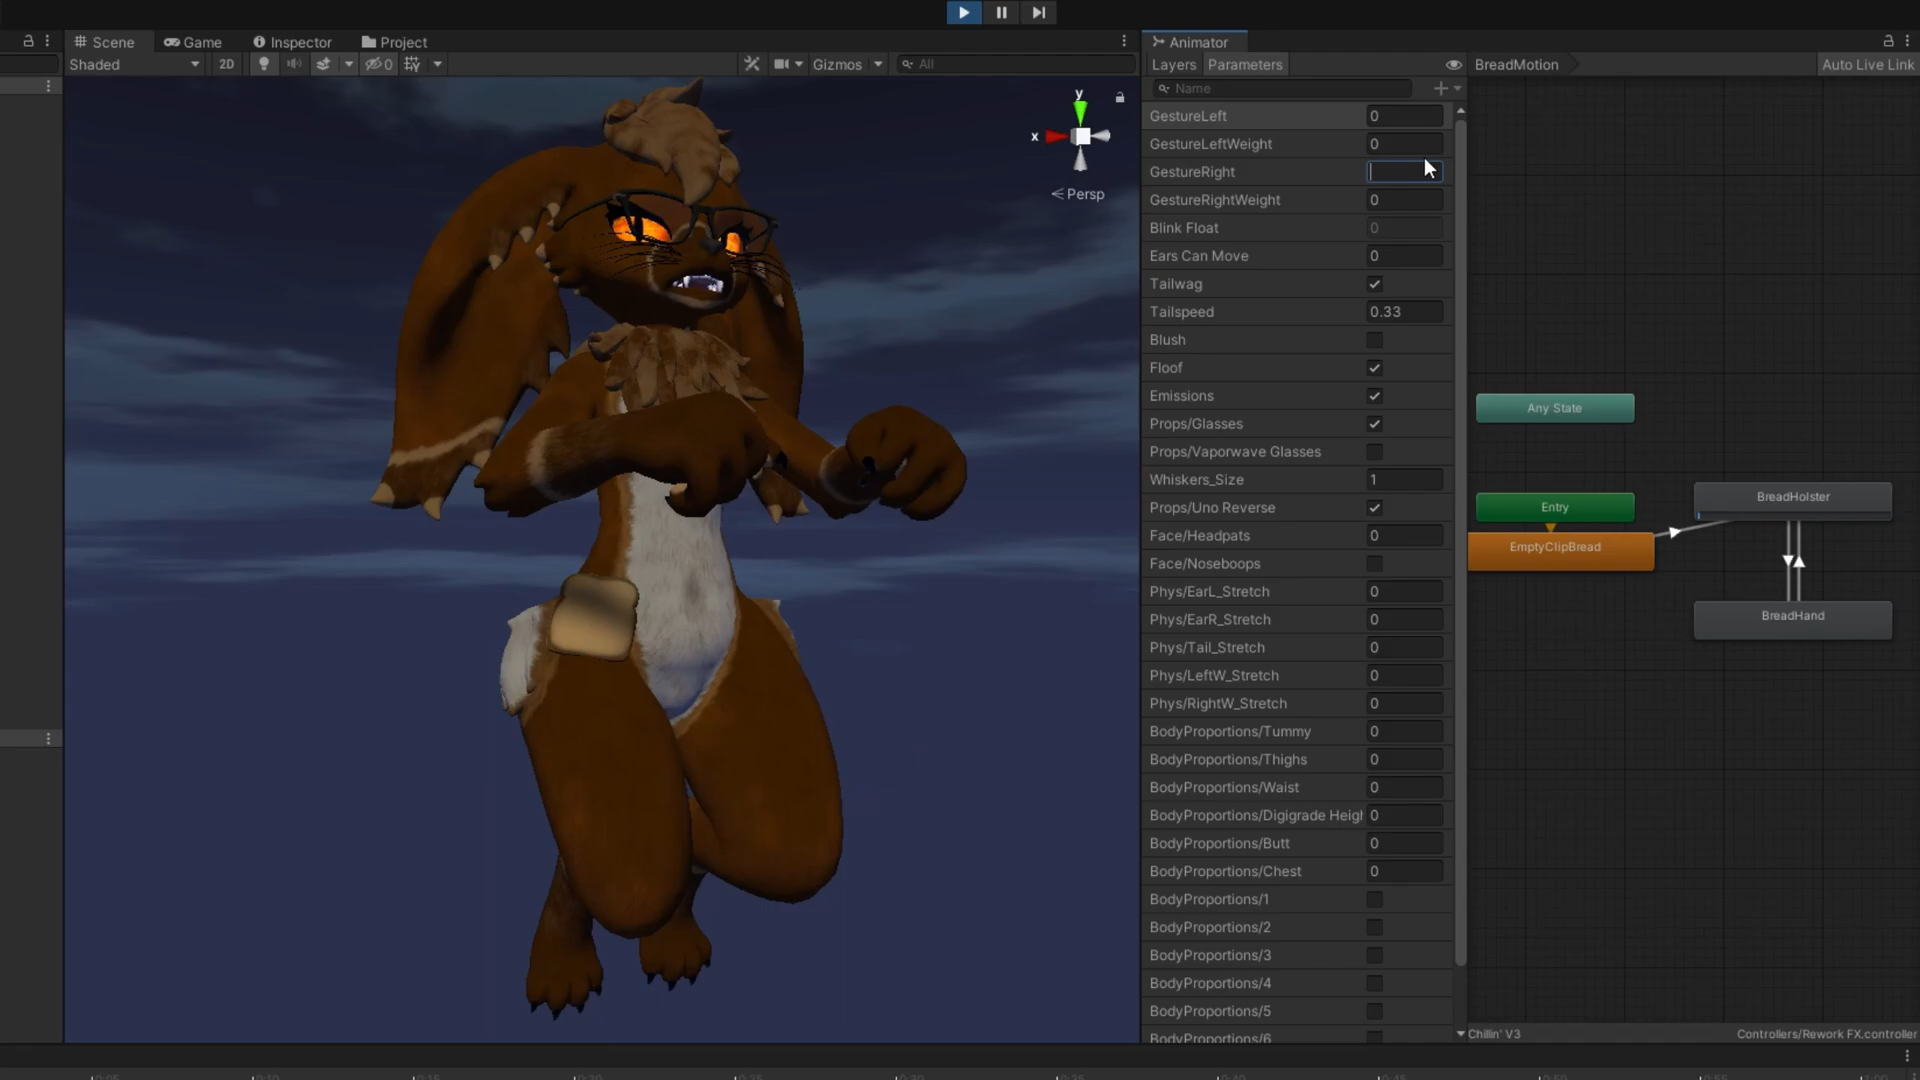 Scene
Game
Inspector
Project
Shaded
2D
0
Gizmos
All
y
x
Persp
Animator
Layers
Parameters
BreadMotion
Auto Live Link
Name
GestureLeft 0
GestureLeftWeight 0
GestureRight
GestureRightWeight 0
Blink Float 0
Ears Can Move 0
Tailwag
Tailspeed 0.33
Blush
Floof
Emissions
Props/Glasses
Props/Vaporwave Glasses
Whiskers_Size 1
Props/Uno Reverse
Face/Headpats 0
Face/Noseboops
Phys/EarL_Stretch 0
Phys/EarR_Stretch 0
Phys/Tail_Stretch 0
Phys/LeftW_Stretch 0
Phys/RightW_Stretch 0
BodyProportions/Tummy 0
BodyProportions/Thighs 0
BodyProportions/Waist 0
BodyProportions/Digigrade Heigh 0
BodyProportions/Butt 0
BodyProportions/Chest 0
BodyProportions/1
BodyProportions/2
BodyProportions/3
BodyProportions/4
BodyProportions/5
BodyProportions/6
Any State
Entry
EmptyClipBread
BreadHolster
BreadHand
Chillin' V3
Controllers/Rework FX.controller